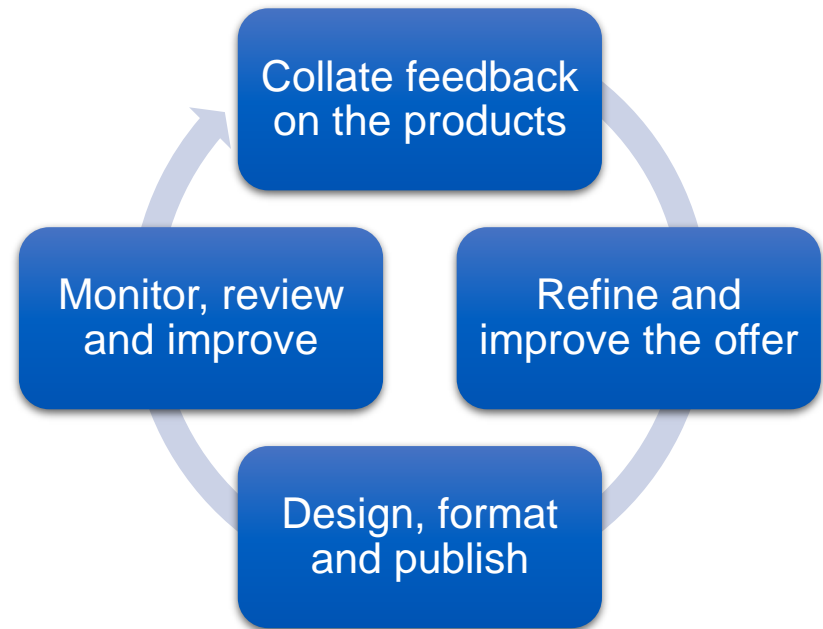 Collate feedback
on the products
Refine and
improve the offer
Design, format
and publish
Monitor, review
and improve